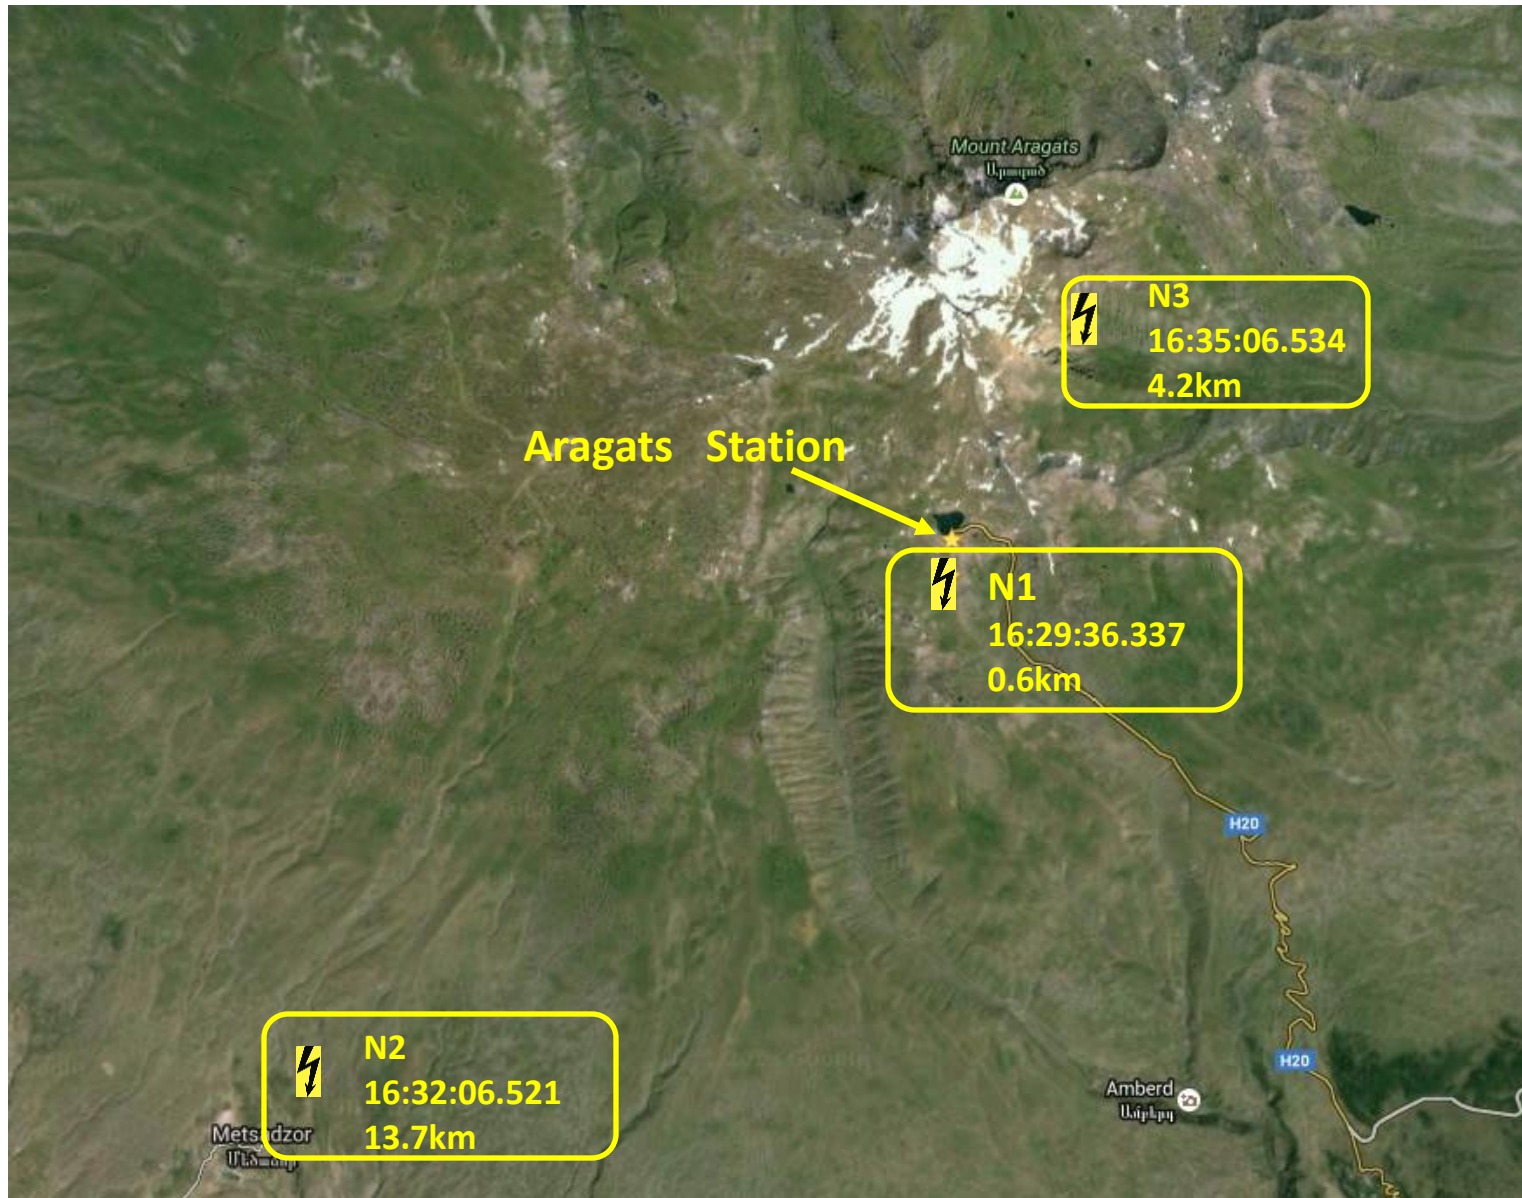 Mount Aragats
Արագած
N3
16:35:06.534
4.2km
Aragats Station
N1
16:29:36.337
0.6km
H20
N2
16:32:06.521
13.7km
H20
Amberd
Ամբերդ
Metsadzor